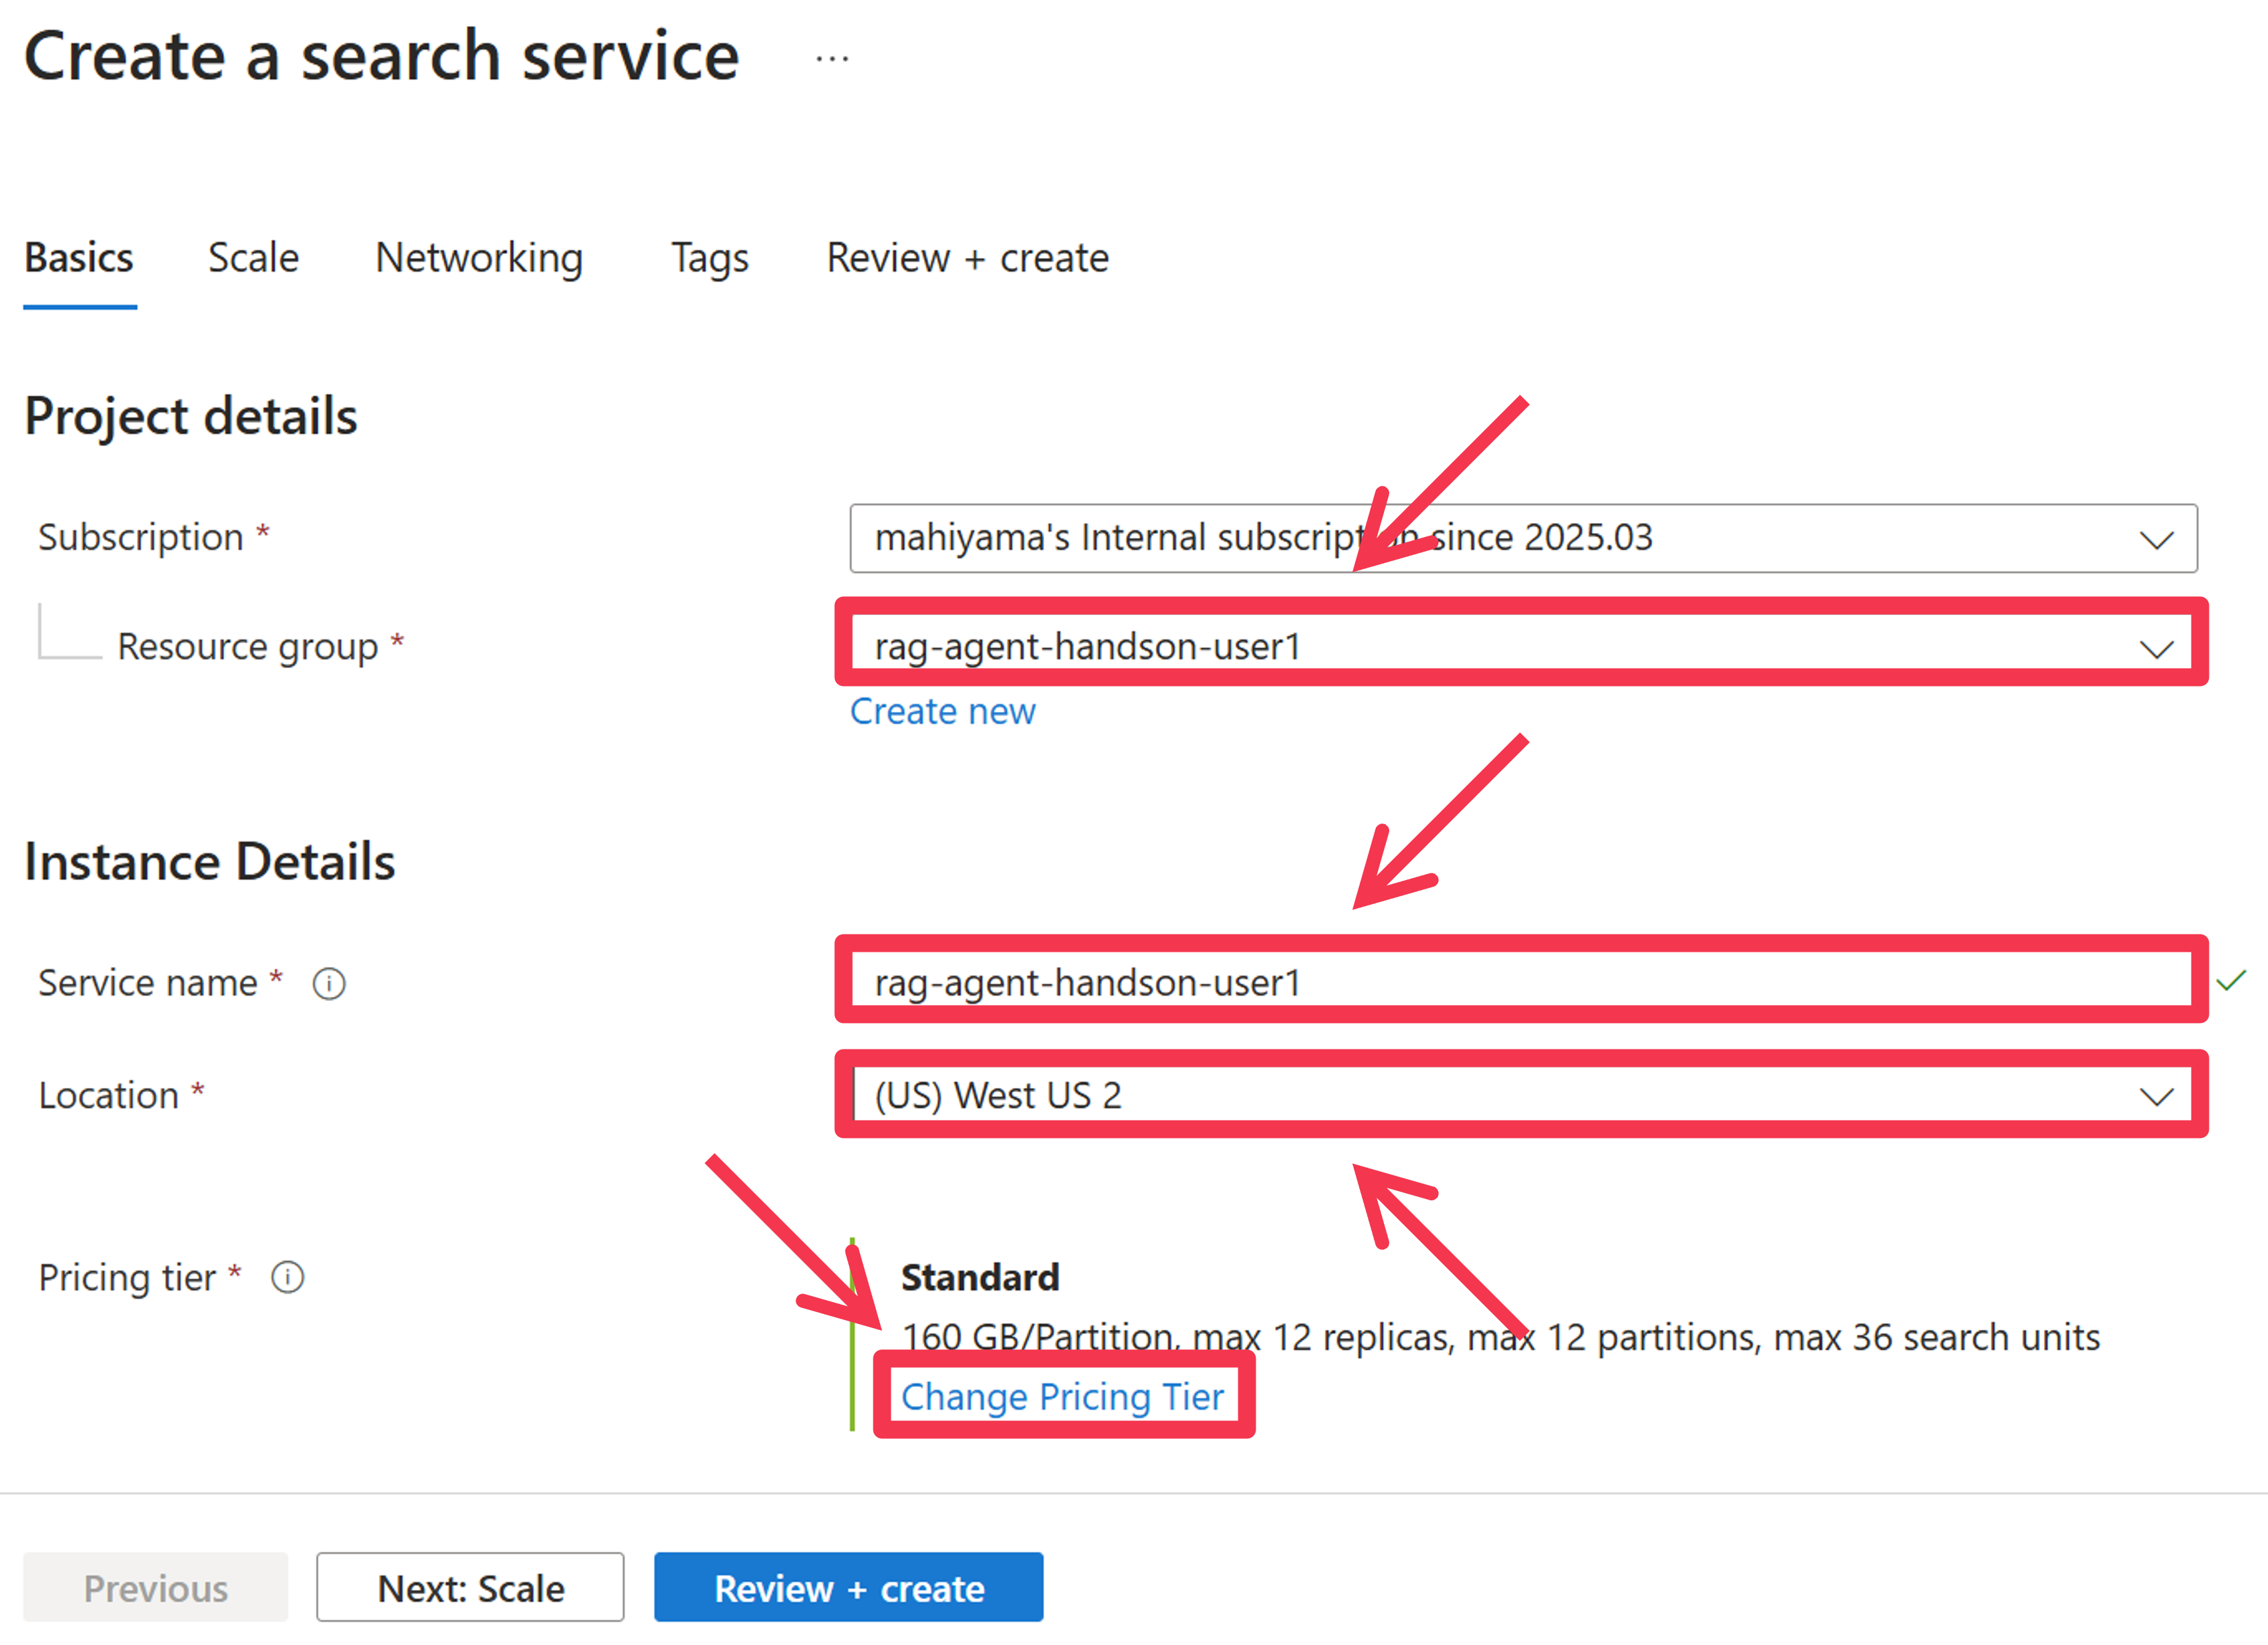 Create a search service ...
Basics Scale Networking Tags Review + create
Project details
Subscription * mahiyama's Internal subscription since 2025.03
Resource group * rag-agent-handson-user1
Create new
Instance Details
Service name * rag-agent-handson-user1
Location * (US) West US 2
Pricing tier * Standard
160 GB/Partition, max 12 replicas, max 12 partitions, max 36 search units
Change Pricing Tier
Previous Next: Scale Review + create